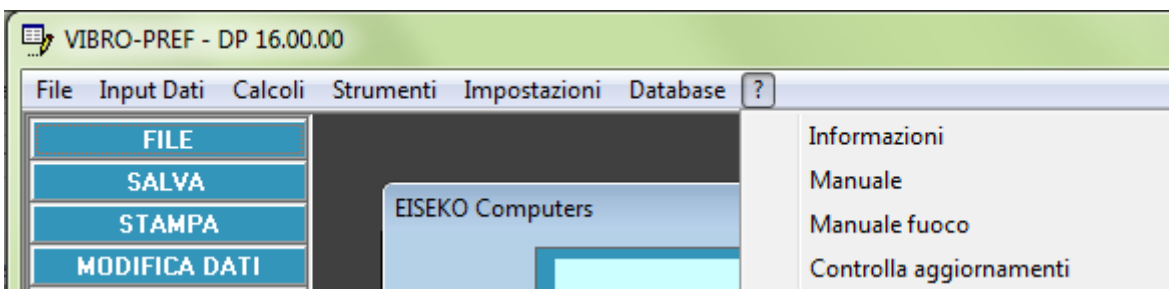 VIBRO-PREF - DP 16.00.00
File Input Dati Calcoli Strumenti Impostazioni Database ?
FILE
SALVA
STAMPA
MODIFICA DATI
EISEKO Computers
Informazioni
Manuale
Manuale fuoco
Controlla aggiornamenti